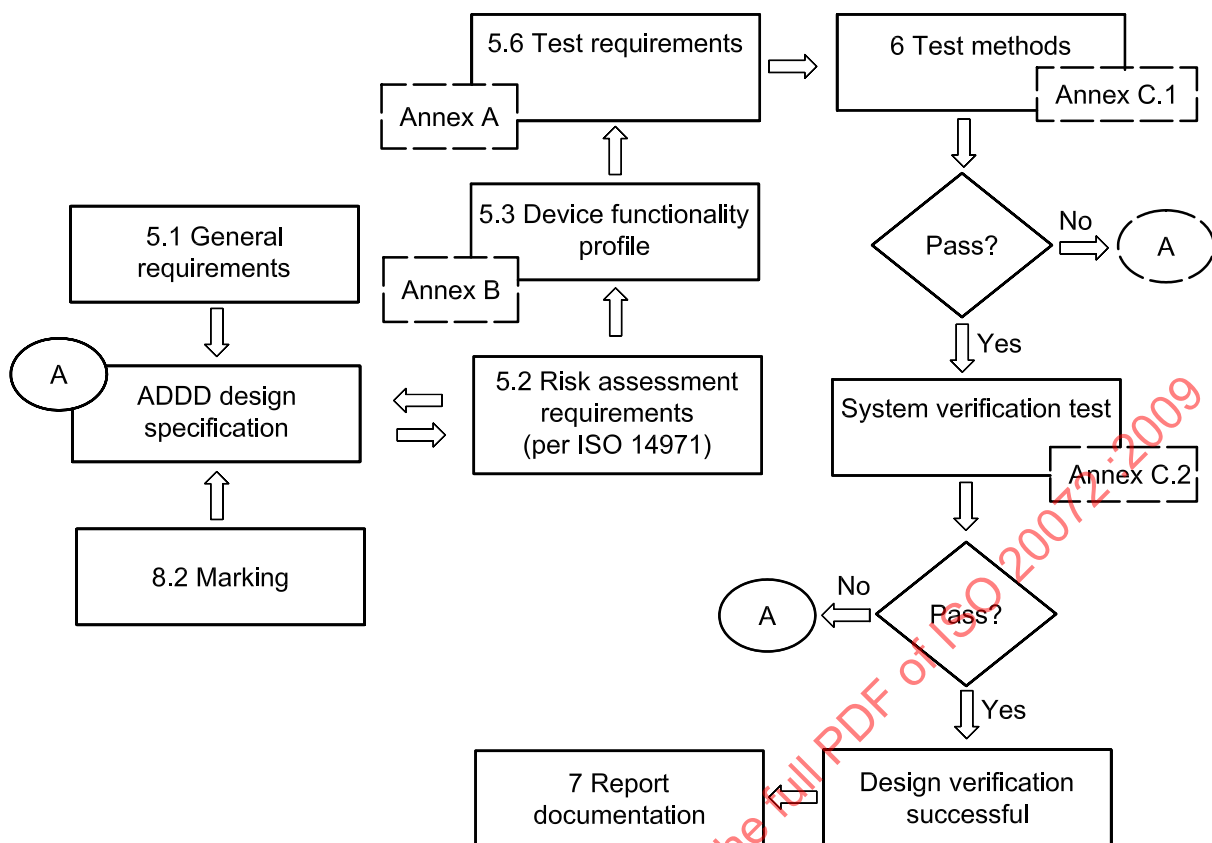 5.6 Test requirements
Annex A
6 Test methods
Annex C.1
5.3 Device functionality
profile
Annex B
5.1 General
requirements
Pass?
No
A
Yes
A
ADDD design
specification
5.2 Risk assessment
requirements
(per ISO 14971)
System verification test
Annex C.2
8.2 Marking
Pass?
No
A
Yes
7 Report
documentation
Design verification
successful
he full PDF of ISO 20072 :2009